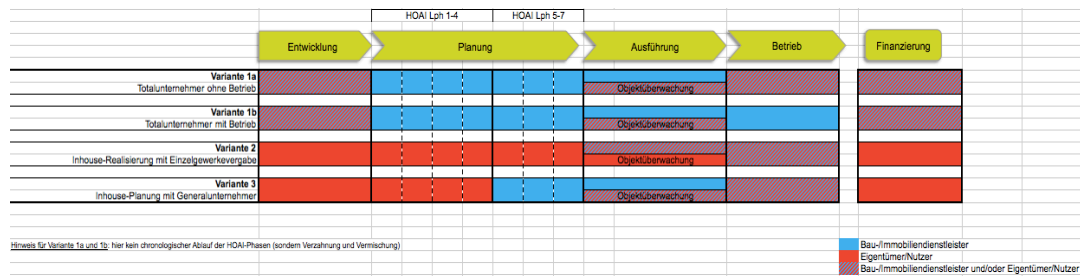 HOAI Lph 1-4 HOAI Lph 5-7
Entwicklung Planung Ausführung Betrieb Finanzierung
Variante 1a
Totalunternehmer ohne Betrieb Objektüberwachung
Variante 1b
Totalunternehmer mit Betrieb Objektüberwachung
Variante 2
Inhouse-Realisierung mit Einzelgewerkevergabe Objektüberwachung
Variante 3
Inhouse-Planung mit Generalunternehmer Objektüberwachung
Hinweis für Variante 1a und 1b: hier kein chronologischer Ablauf der HOAI-Phasen (sondern Verzahnung und Vermischung)
Bau-/Immobiliendienstleister
Eigentümer/Nutzer
Bau-/Immobiliendienstleister und/oder Eigentümer/Nutzer